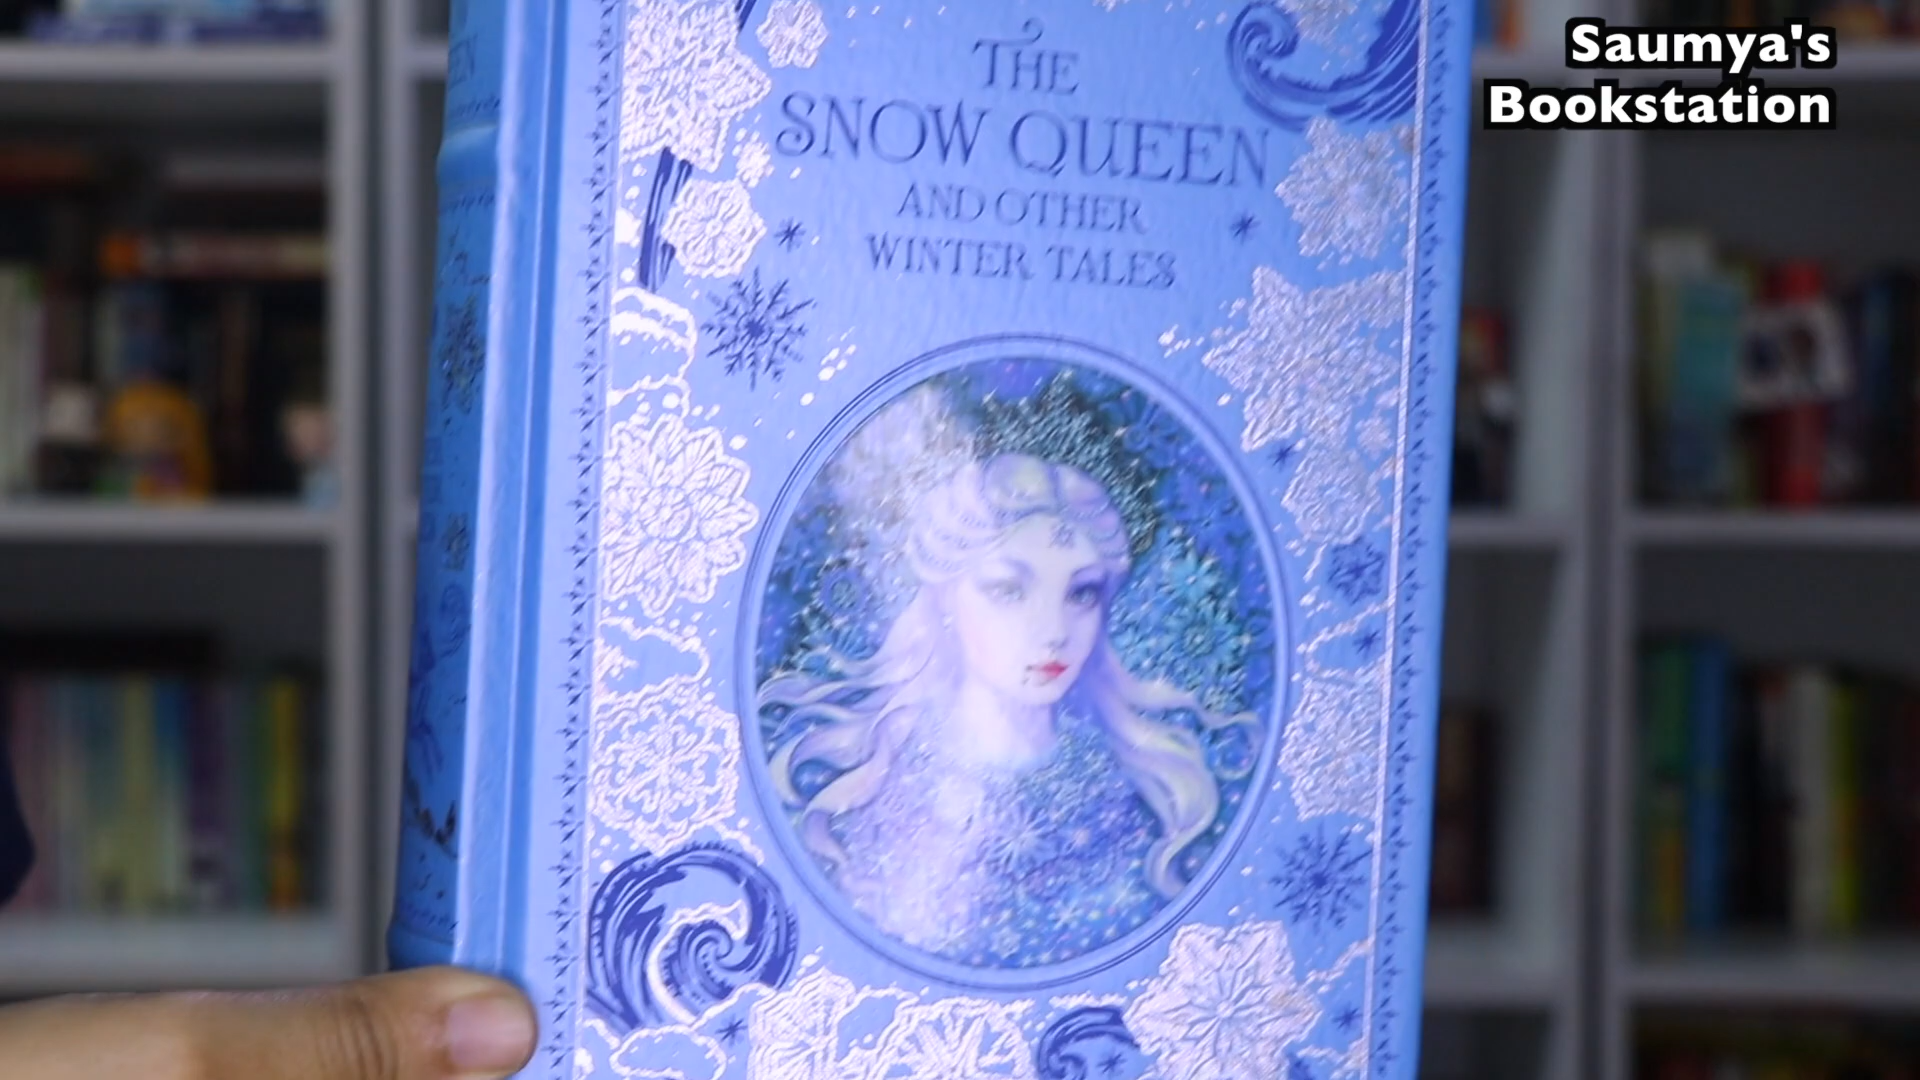 Saumya's
Bookstation
THE
SNOW QUEEN
AND OTHER
WINTER TALES